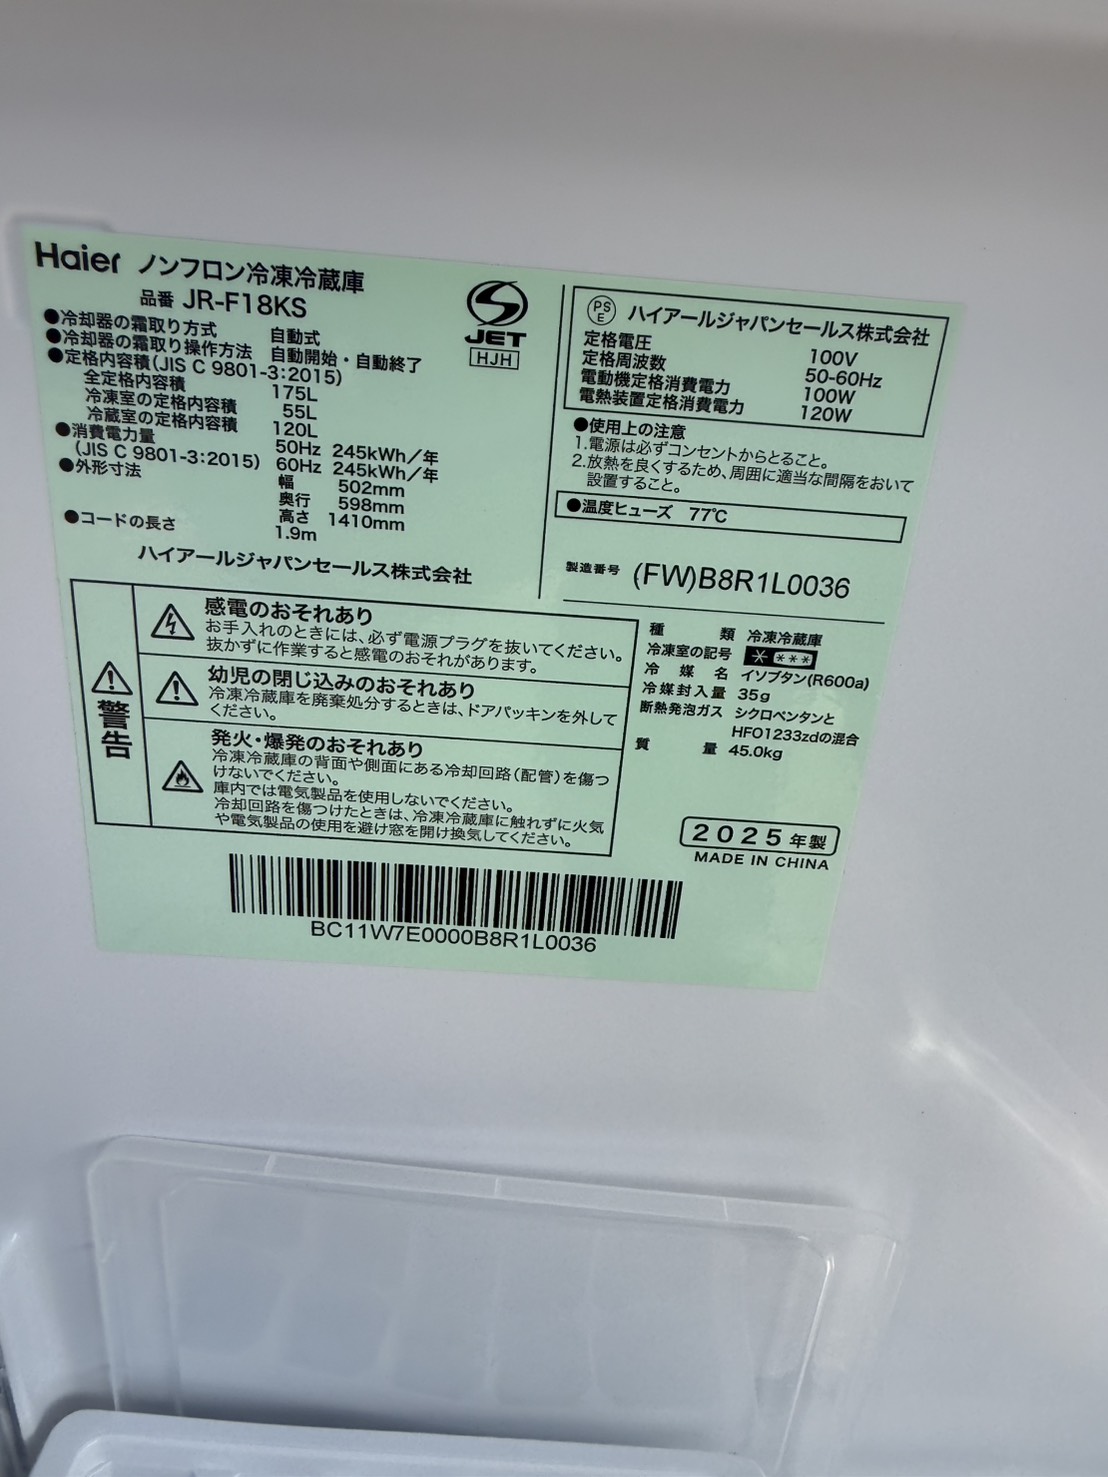 Haier ノンフロン冷凍冷蔵庫
品番 JR-F18KS
●冷却器の霜取り方式 自動式
●冷却器の霜取り操作方法 自動開始・自動終了
●定格内容積(JIS C 9801-3:2015)
全定格内容積 175L
冷凍室の定格内容積 55L
冷蔵室の定格内容積 120L
●消費電力量 50Hz 245kWh/年
(JIS C 9801-3:2015) 60Hz 245kWh/年
●外形寸法 幅 502mm
奥行 598mm
高さ 1410mm
●コードの長さ 1.9m
ハイアールジャパンセールス株式会社
JET
HJH
PS E ハイアールジャパンセールス株式会社
定格電圧 100V
定格周波数 50-60Hz
電動機定格消費電力 100W
電熱装置定格消費電力 120W
●使用上の注意
1.電源は必ずコンセントからとること。
2.放熱を良くするため、周囲に適当な間隔をおいて
設置すること。
●温度ヒューズ 77℃
製造番号 (FW)B8R1L0036
警告
感電のおそれあり
お手入れのときには、必ず電源プラグを抜いてください。
抜かずに作業すると感電のおそれがあります。
幼児の閉じ込みのおそれあり
冷凍冷蔵庫を廃棄処分するときは、ドアパッキンを外して
ください。
発火・爆発のおそれあり
冷凍冷蔵庫の背面や側面にある冷却回路(配管)を傷つ
けないでください。
庫内では電気製品を使用しないでください。
冷却回路を傷つけたときは、冷凍冷蔵庫に触れずに火気
や電気製品の使用を避け窓を開け換気してください。
種類 冷凍冷蔵庫
冷凍室の記号 * ***
冷媒名 イソブタン(R600a)
冷媒封入量 35g
断熱発泡ガス シクロペンタンと
HFO1233zdの混合
質量 45.0kg
2025年製
MADE IN CHINA
BC11W7E0000B8R1L0036